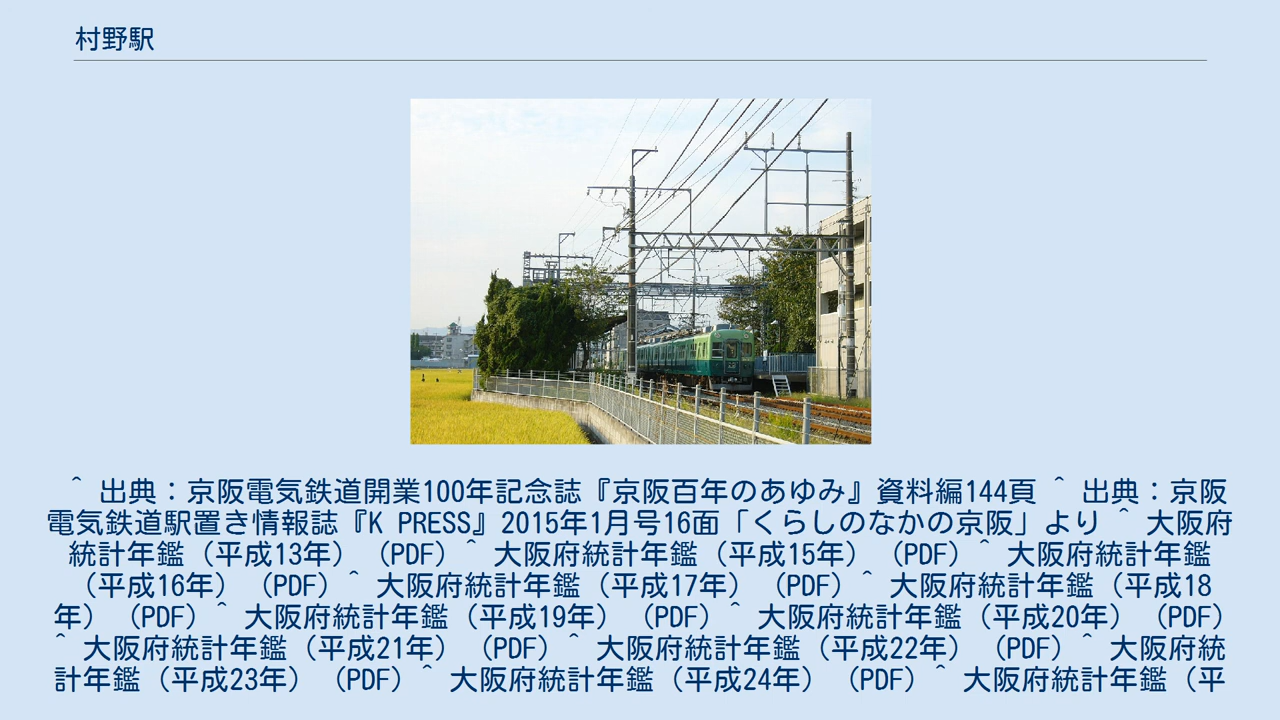 村野駅
^ 出典：京阪電気鉄道開業100年記念誌『京阪百年のあゆみ』資料編144頁 ^ 出典：京阪
電気鉄道駅置き情報誌『K PRESS』2015年1月号16面「くらしのなかの京阪」より ^ 大阪府
統計年鑑（平成13年）（PDF）^ 大阪府統計年鑑（平成15年）（PDF）^ 大阪府統計年鑑
（平成16年）（PDF）^ 大阪府統計年鑑（平成17年）（PDF）^ 大阪府統計年鑑（平成18
年）（PDF）^ 大阪府統計年鑑（平成19年）（PDF）^ 大阪府統計年鑑（平成20年）（PDF）
^ 大阪府統計年鑑（平成21年）（PDF）^ 大阪府統計年鑑（平成22年）（PDF）^ 大阪府統
計年鑑（平成23年）（PDF）^ 大阪府統計年鑑（平成24年）（PDF）^ 大阪府統計年鑑（平